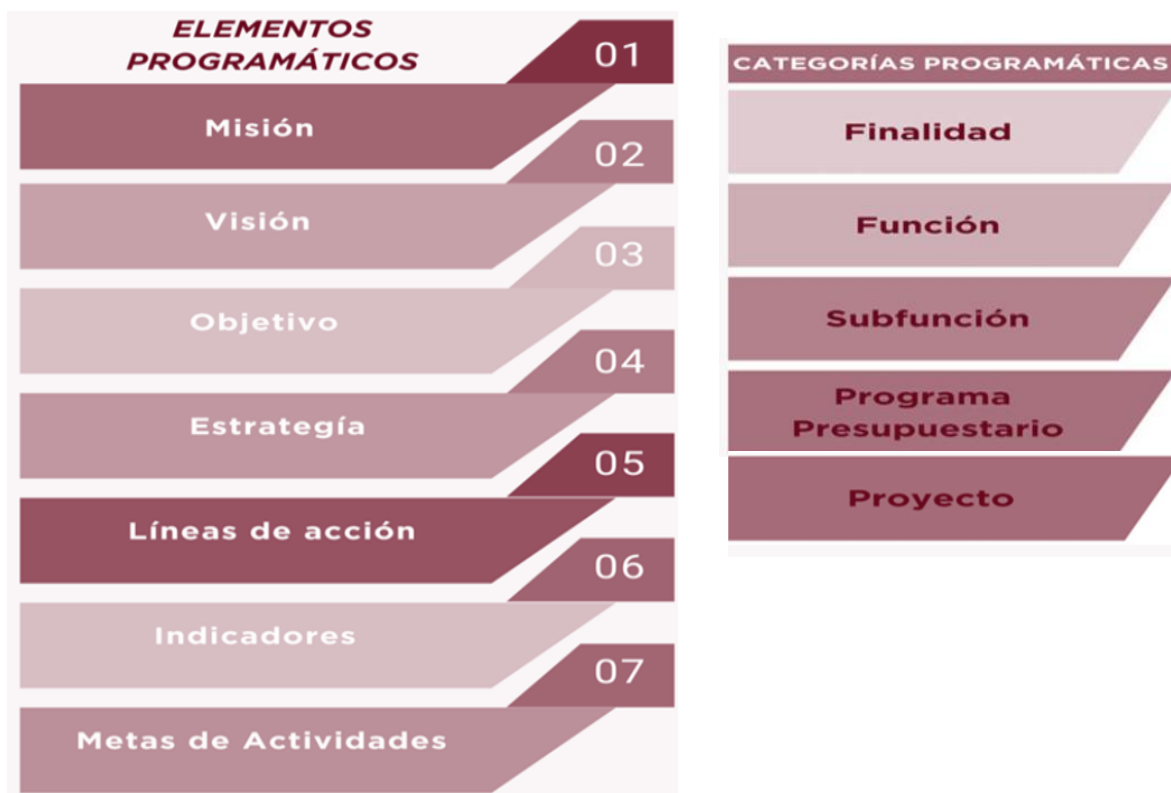 ELEMENTOS
PROGRAMÁTICOS
01
Misión
02
Visión
03
Objetivo
04
Estrategía
05
Líneas de acción
06
Indicadores
07
Metas de Actividades
CATEGORÍAS PROGRAMÁTICAS
Finalidad
Función
Subfunción
Programa
Presupuestario
Proyecto